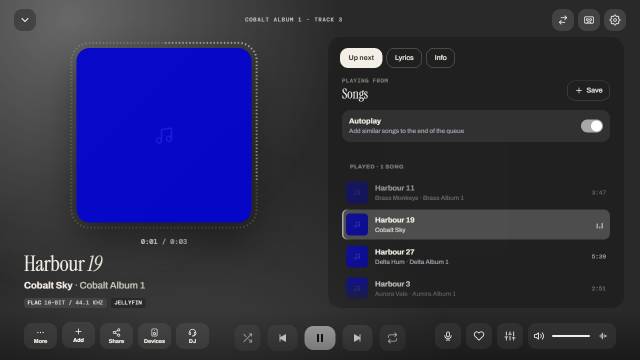 COBALT ALBUM 1 · TRACK 3
0:01 / 0:03
Harbour 19
Cobalt Sky · Cobalt Album 1
FLAC 16-BIT / 44.1 KHZ JELLYFIN
Up next Lyrics Info
PLAYING FROM
Songs
+ Save
Autoplay
Add similar songs to the end of the queue
PLAYED · 1 SONG
Harbour 11
Brass Monkeys · Brass Album 1
3:47
Harbour 19
Cobalt Sky
Harbour 27
Delta Hum · Delta Album 1
5:39
Harbour 3
Aurora Vale · Aurora Album 1
2:51
More Add Share Devices DJ